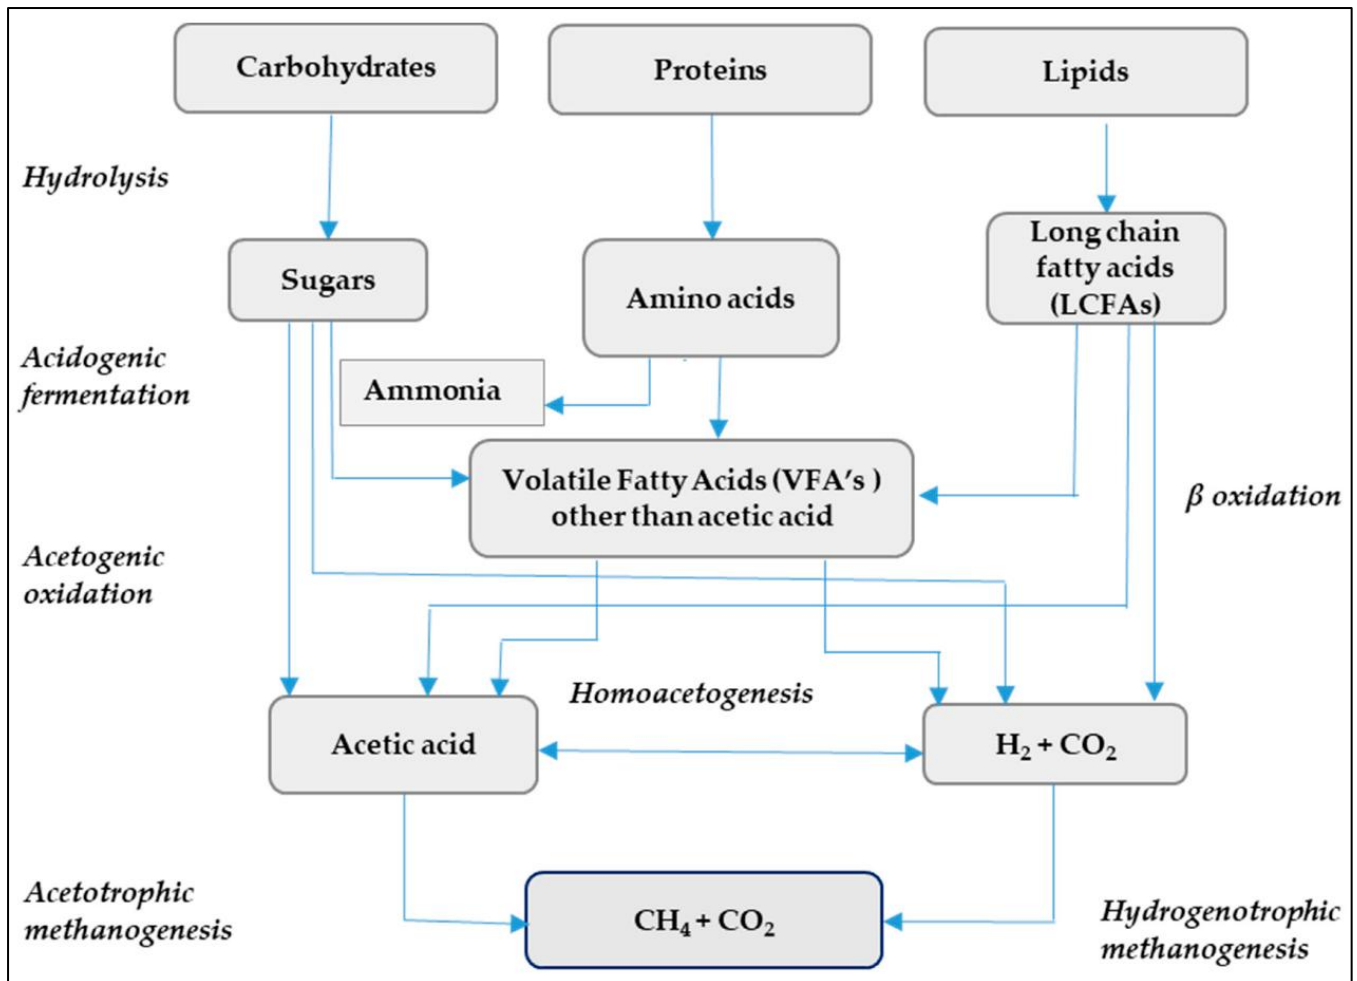 Carbohydrates
Proteins
Lipids
Hydrolysis
Sugars
Amino acids
Long chain
fatty acids
(LCFAs)
Acidogenic
fermentation
Ammonia
Volatile Fatty Acids (VFA's )
other than acetic acid
β oxidation
Acetogenic
oxidation
Homoacetogenesis
Acetic acid
H₂ + CO₂
Acetotrophic
methanogenesis
CH₄ + CO₂
Hydrogenotrophic
methanogenesis